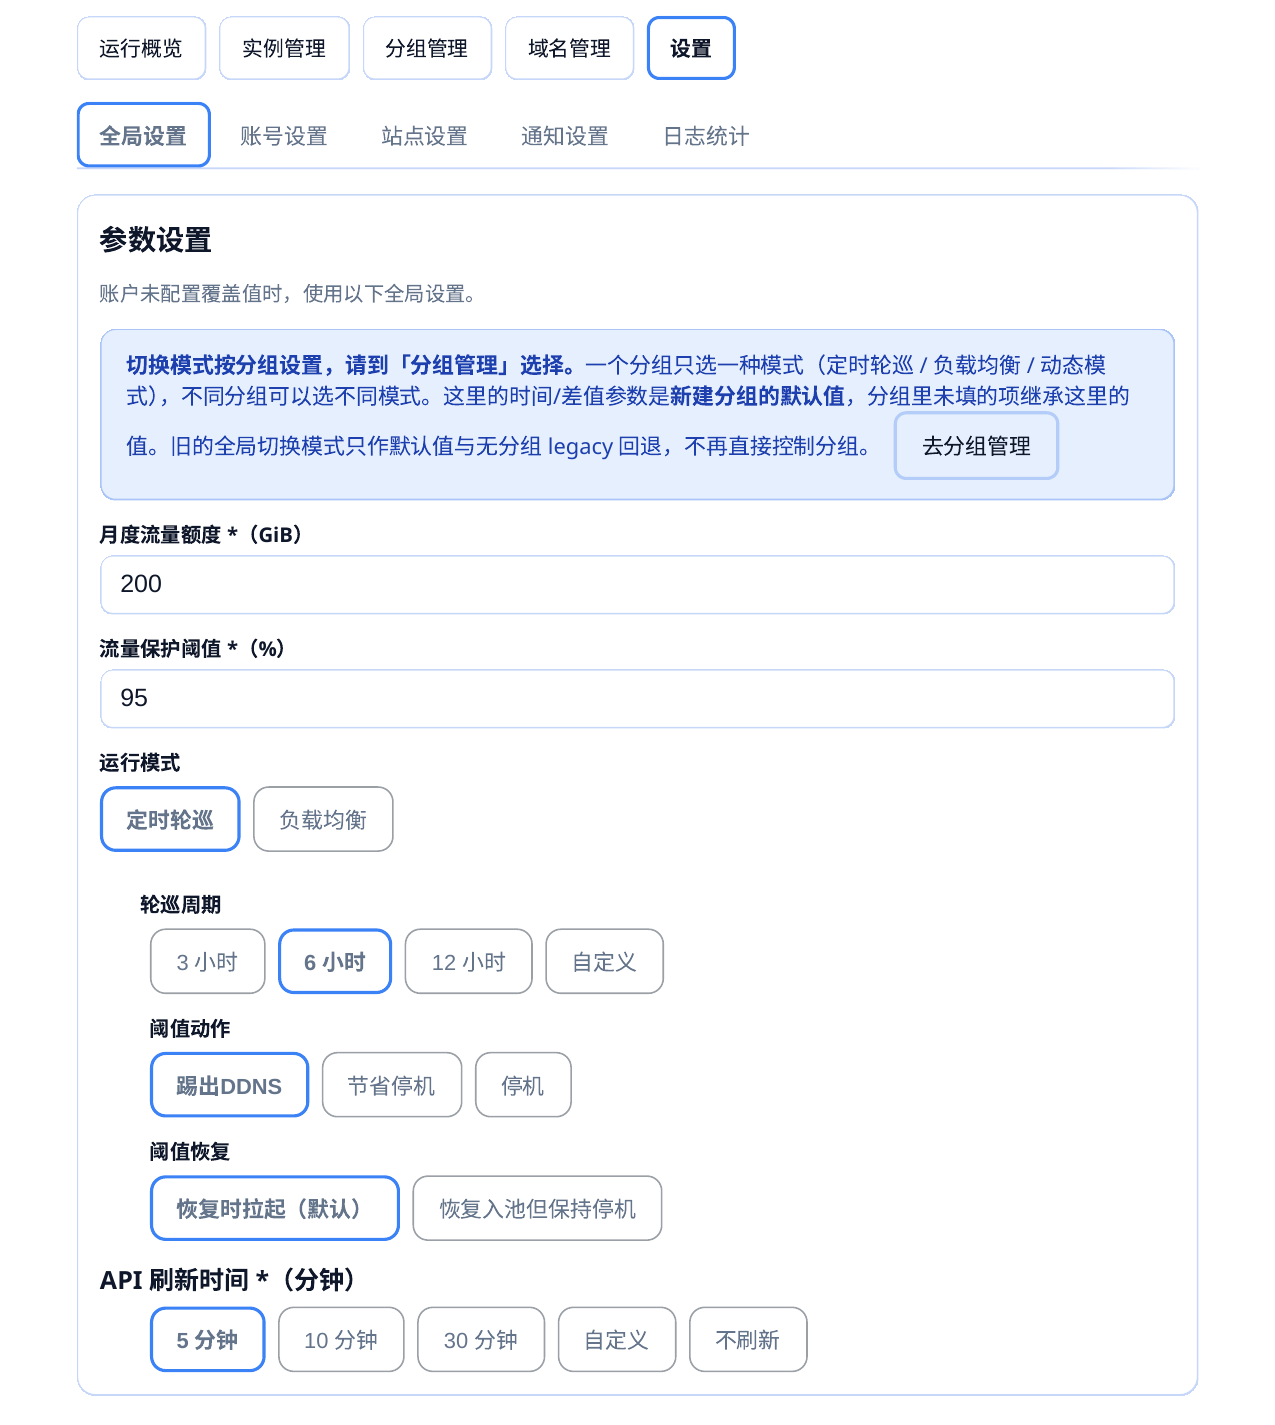 运行概览 实例管理 分组管理 域名管理 设置
全局设置 账号设置 站点设置 通知设置 日志统计
参数设置
账户未配置覆盖值时，使用以下全局设置。
切换模式按分组设置，请到「分组管理」选择。一个分组只选一种模式（定时轮巡 / 负载均衡 / 动态模
式），不同分组可以选不同模式。这里的时间/差值参数是新建分组的默认值，分组里未填的项继承这里的
值。旧的全局切换模式只作默认值与无分组 legacy 回退，不再直接控制分组。 去分组管理
月度流量额度 *（GiB）
200
流量保护阈值 *（%）
95
运行模式
定时轮巡 负载均衡
轮巡周期
3 小时 6 小时 12 小时 自定义
阈值动作
踢出DDNS 节省停机 停机
阈值恢复
恢复时拉起（默认） 恢复入池但保持停机
API 刷新时间 *（分钟）
5 分钟 10 分钟 30 分钟 自定义 不刷新